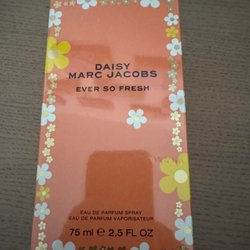 DAISY
MARC JACOBS
EVER SO FRESH
EAU DE PARFUM SPRAY
EAU DE PARFUM VAPORISATEUR
75 ml ℮ 2.5 FL OZ